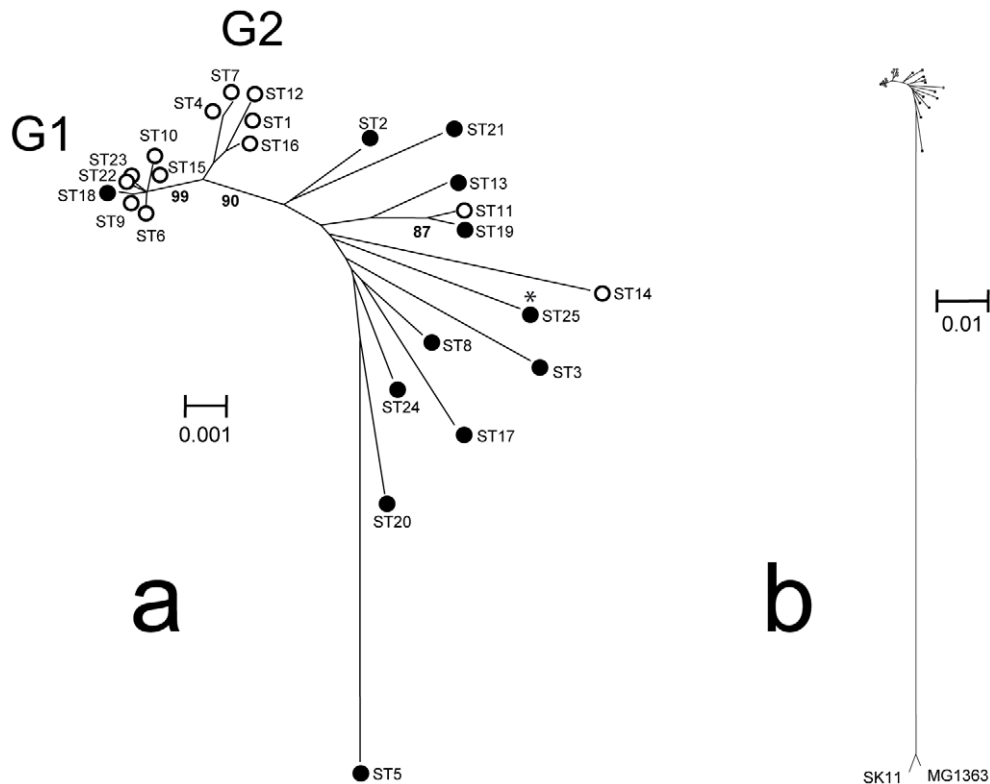 G2
G1
ST7
ST4
ST12
ST1
ST16
ST10
ST23
ST15
ST22
ST18
ST9
ST6
99
90
ST2
ST21
ST13
ST11
87
ST19
ST14
*
ST25
ST8
ST3
ST24
ST17
ST20
ST5
0.001
a
0.01
b
SK11
MG1363